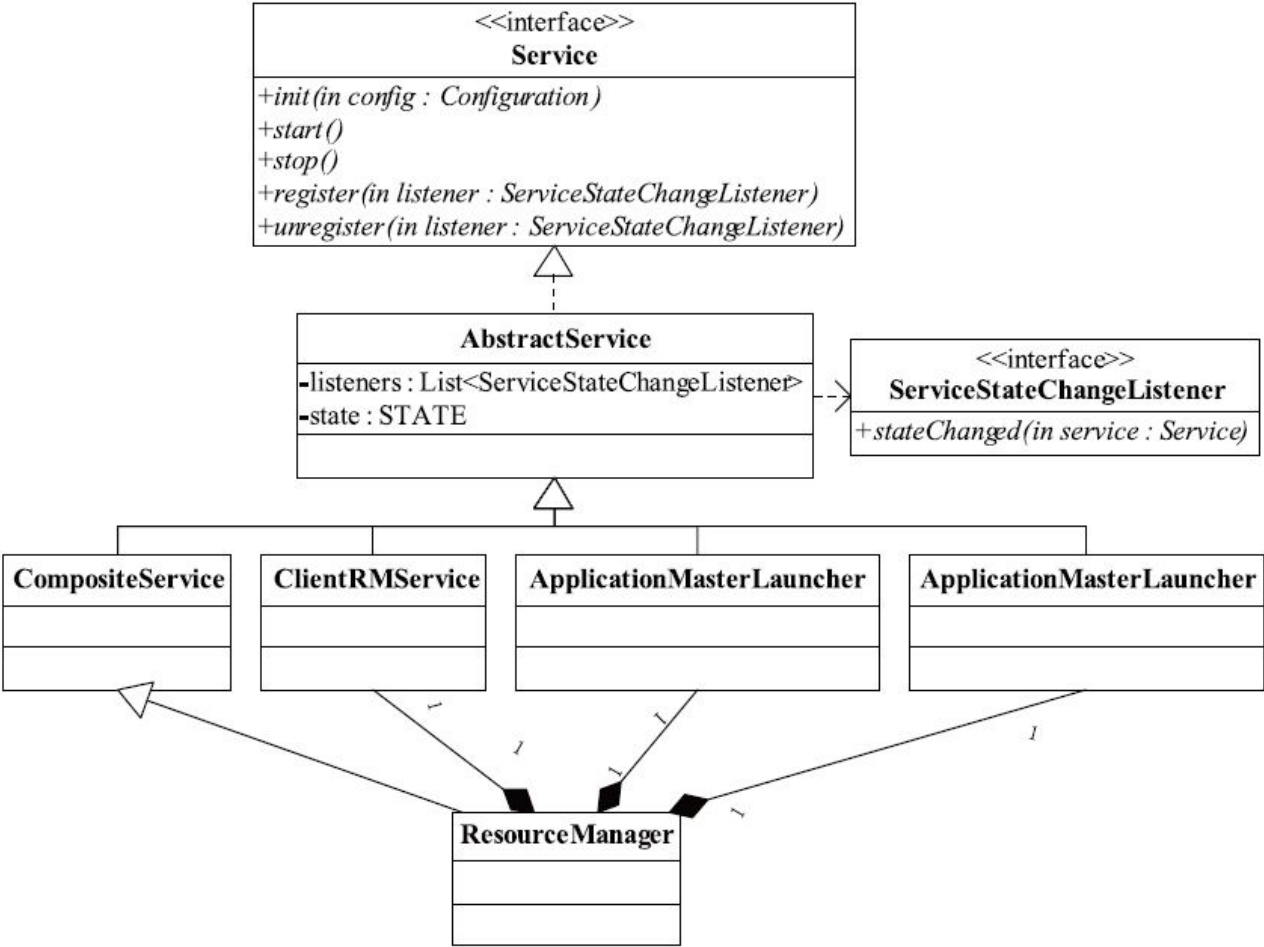 <<interface>>
Service
+init(in config : Configuration)
+start()
+stop()
+register(in listener : ServiceStateChangeListener)
+unregister(in listener : ServiceStateChangeListener)
AbstractService
-listeners : List<ServiceStateChangeListener>
-state : STATE
<<interface>>
ServiceStateChangeListener
+stateChanged(in service : Service)
CompositeService
ClientRMService
ApplicationMasterLauncher
ApplicationMasterLauncher
1
1
1
1
1
1
ResourceManager